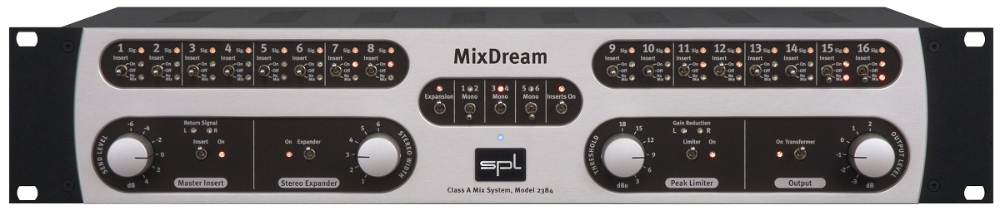 1 Sig. 2 Sig. 3 Sig. 4 Sig. 5 Sig. 6 Sig. 7 Sig. 8 Sig.
Insert Insert Insert Insert Insert Insert Insert Insert
On On On On On On On On
Off Off Off Off Off Off Off Off
No Mix No Mix No Mix No Mix No Mix No Mix No Mix No Mix
MixDream
9 Sig. 10 Sig. 11 Sig. 12 Sig. 13 Sig. 14 Sig. 15 Sig. 16 Sig.
Insert Insert Insert Insert Insert Insert Insert Insert
On On On On On On On On
Off Off Off Off Off Off Off Off
No Mix No Mix No Mix No Mix No Mix No Mix No Mix No Mix
1 2 3 4 5 6
Expansion Mono Mono Mono Inserts On
SEND LEVEL
-6 -4 -2 0 2 4
dB
Return Signal
L R
Insert On
Master Insert
On Expander
Stereo Expander
1 2 3 4 5 6
STEREO WIDTH
spl
Class A Mix System, Model 2384
THRESHOLD
18 15 12 9 6 3
dBu
Gain Reduction
L R
Limiter On
Peak Limiter
On Transformer
Output
-3 -2 -1 0 1 2
dB
OUTPUT LEVEL